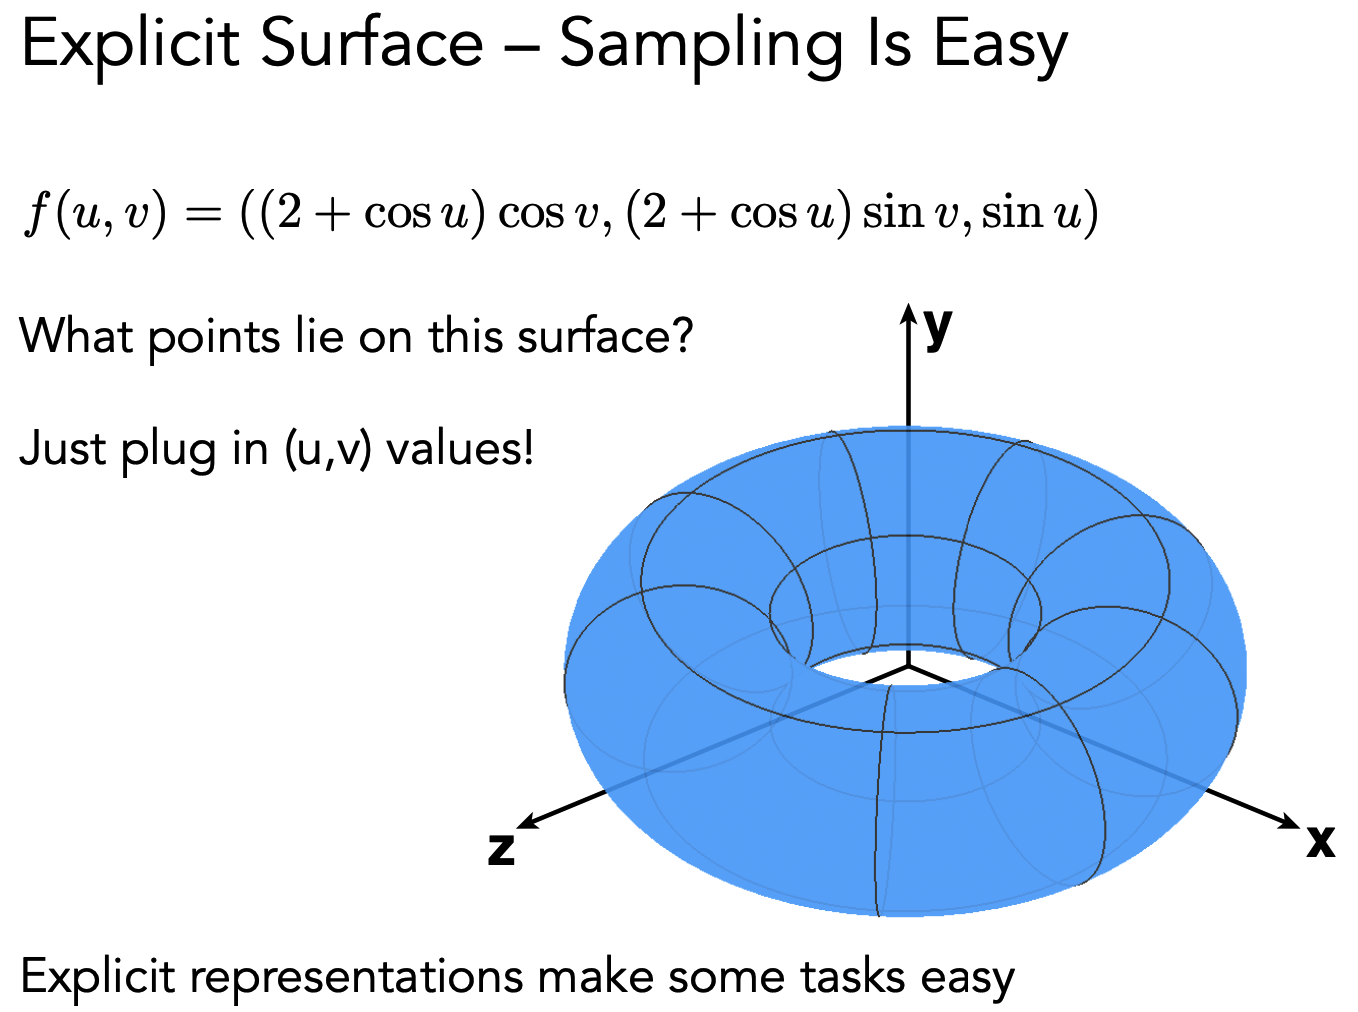 Explicit Surface – Sampling Is Easy
f(u, v) = ((2 + cos u) cos v, (2 + cos u) sin v, sin u)
What points lie on this surface?
Just plug in (u,v) values!
y
z
x
Explicit representations make some tasks easy